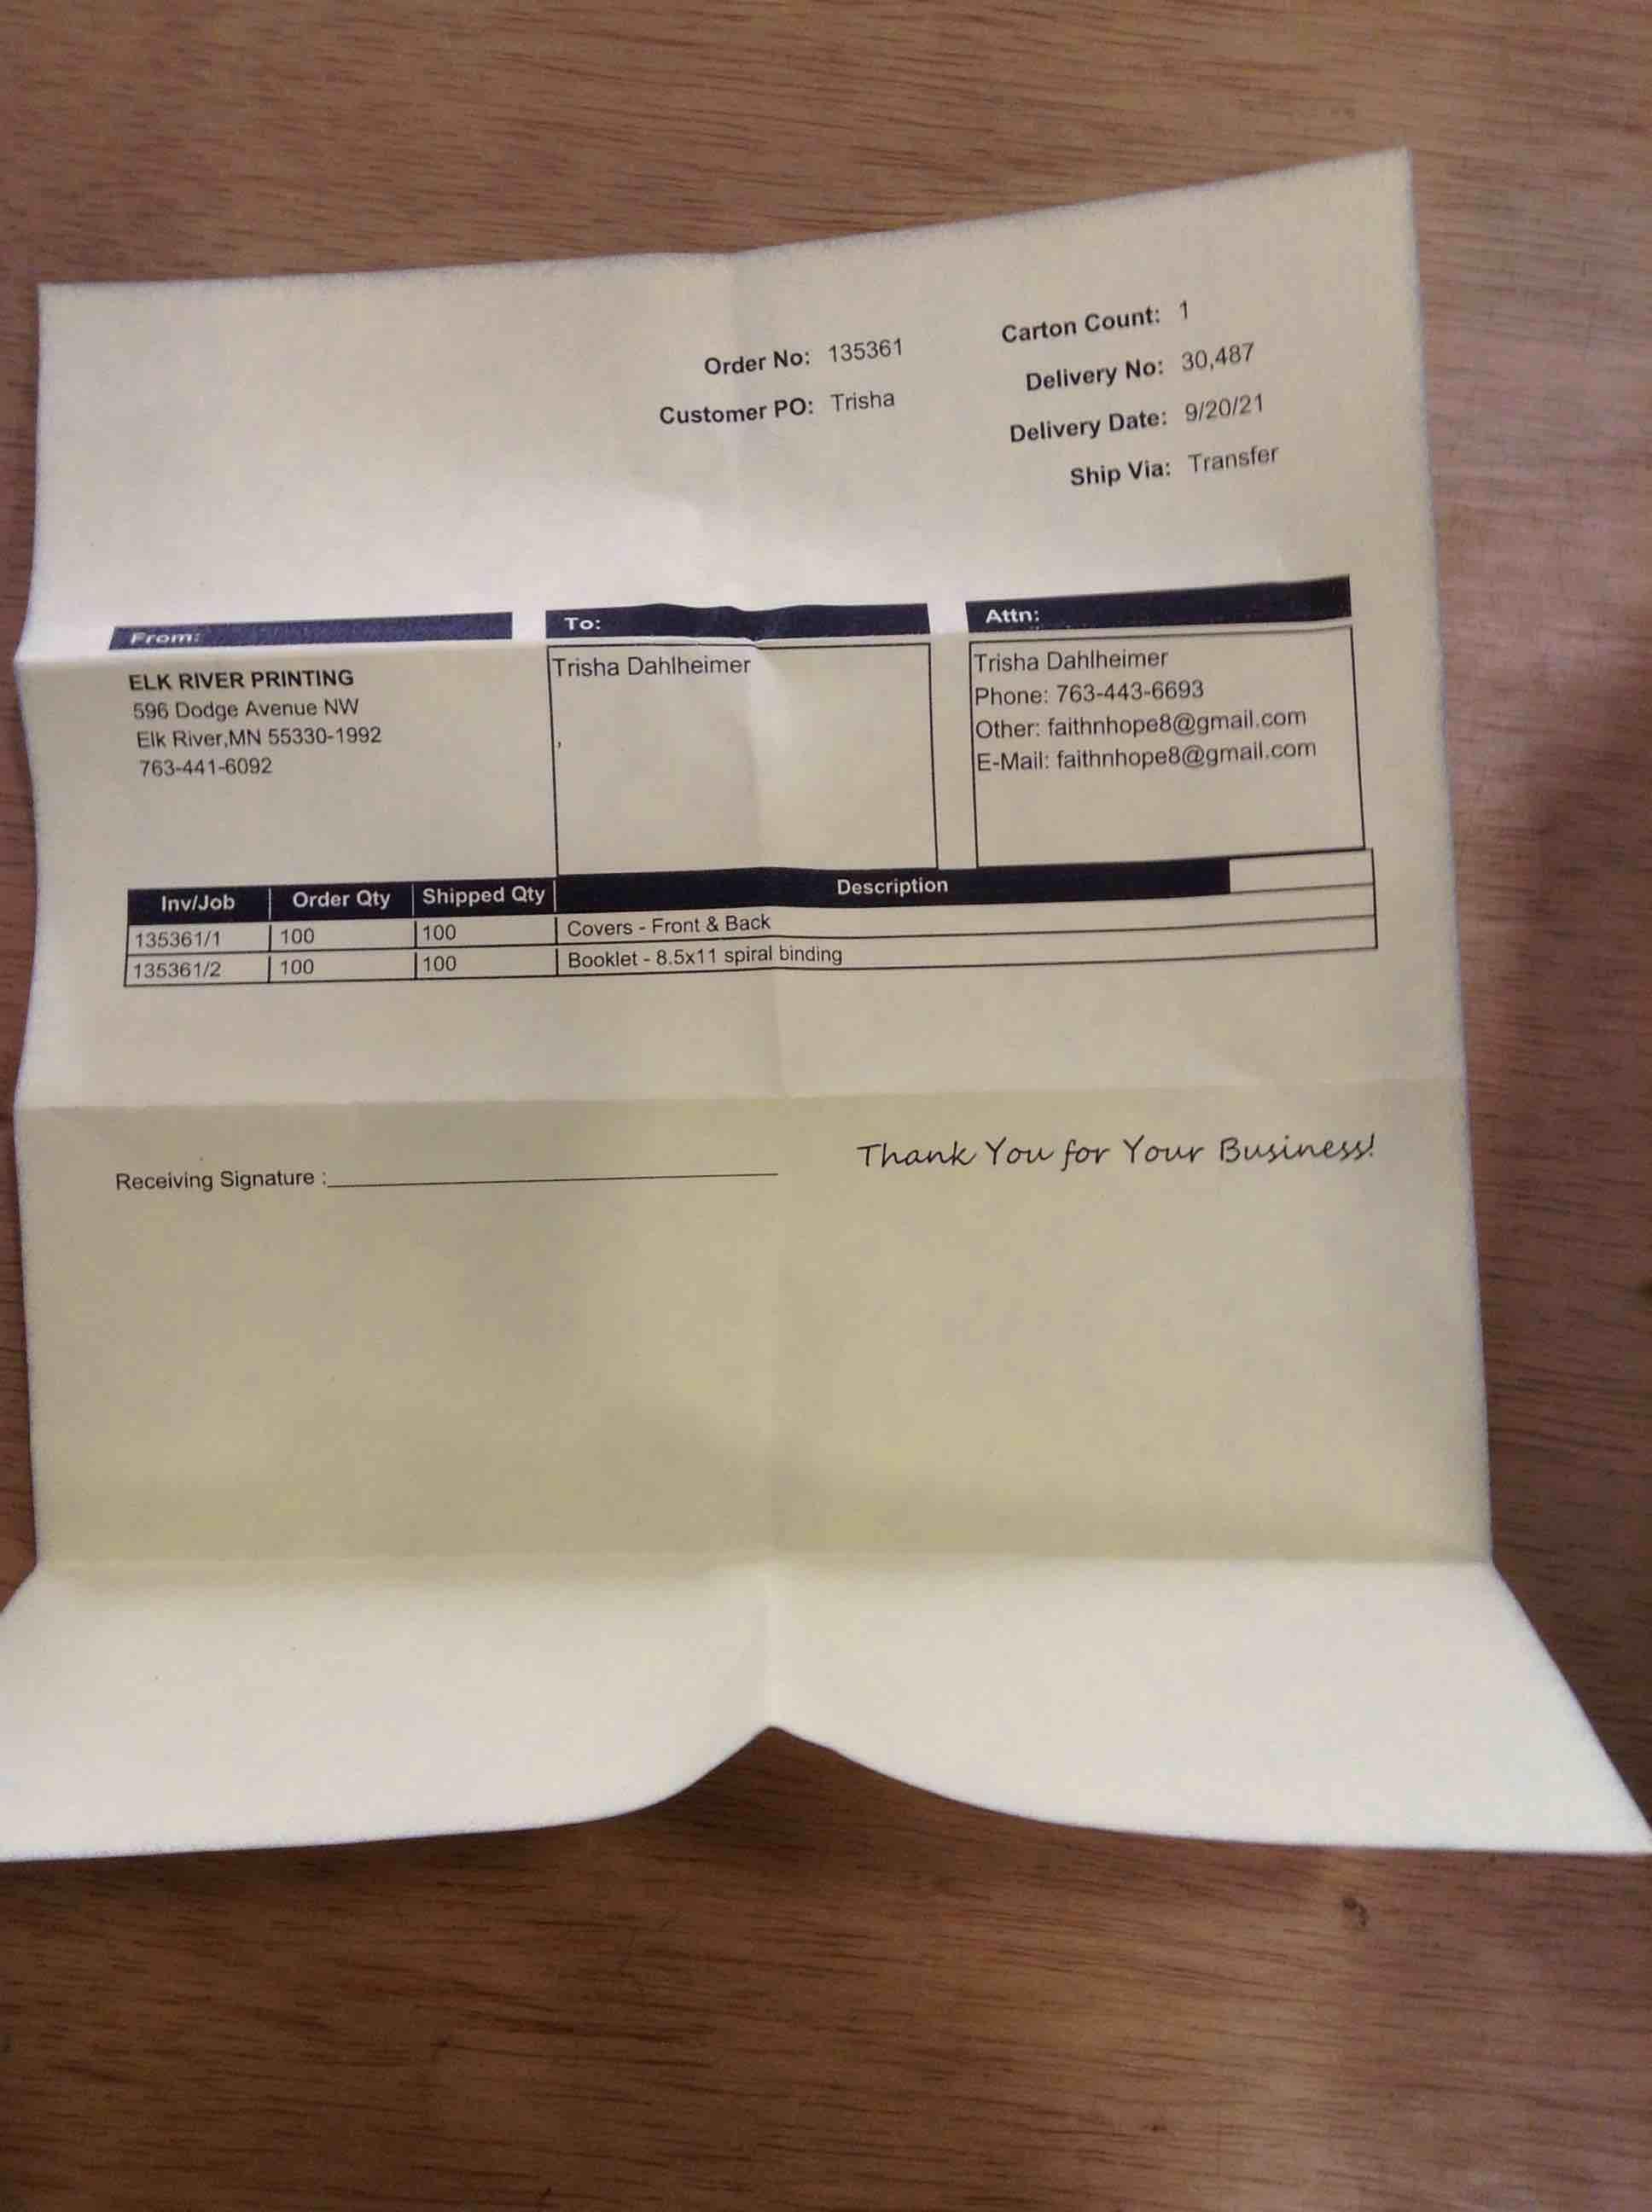 Order No: 135361
Customer PO: Trisha
Carton Count: 1
Delivery No: 30,487
Delivery Date: 9/20/21
Ship Via: Transfer
From:
ELK RIVER PRINTING
596 Dodge Avenue NW
Elk River,MN 55330-1992
763-441-6092
To:
Trisha Dahlheimer
,
Attn:
Trisha Dahlheimer
Phone: 763-443-6693
Other: faithnhope8@gmail.com
E-Mail: faithnhope8@gmail.com
Inv/Job Order Qty Shipped Qty Description
135361/1 100 100 Covers - Front & Back
135361/2 100 100 Booklet - 8.5x11 spiral binding
Receiving Signature :
Thank You for Your Business!